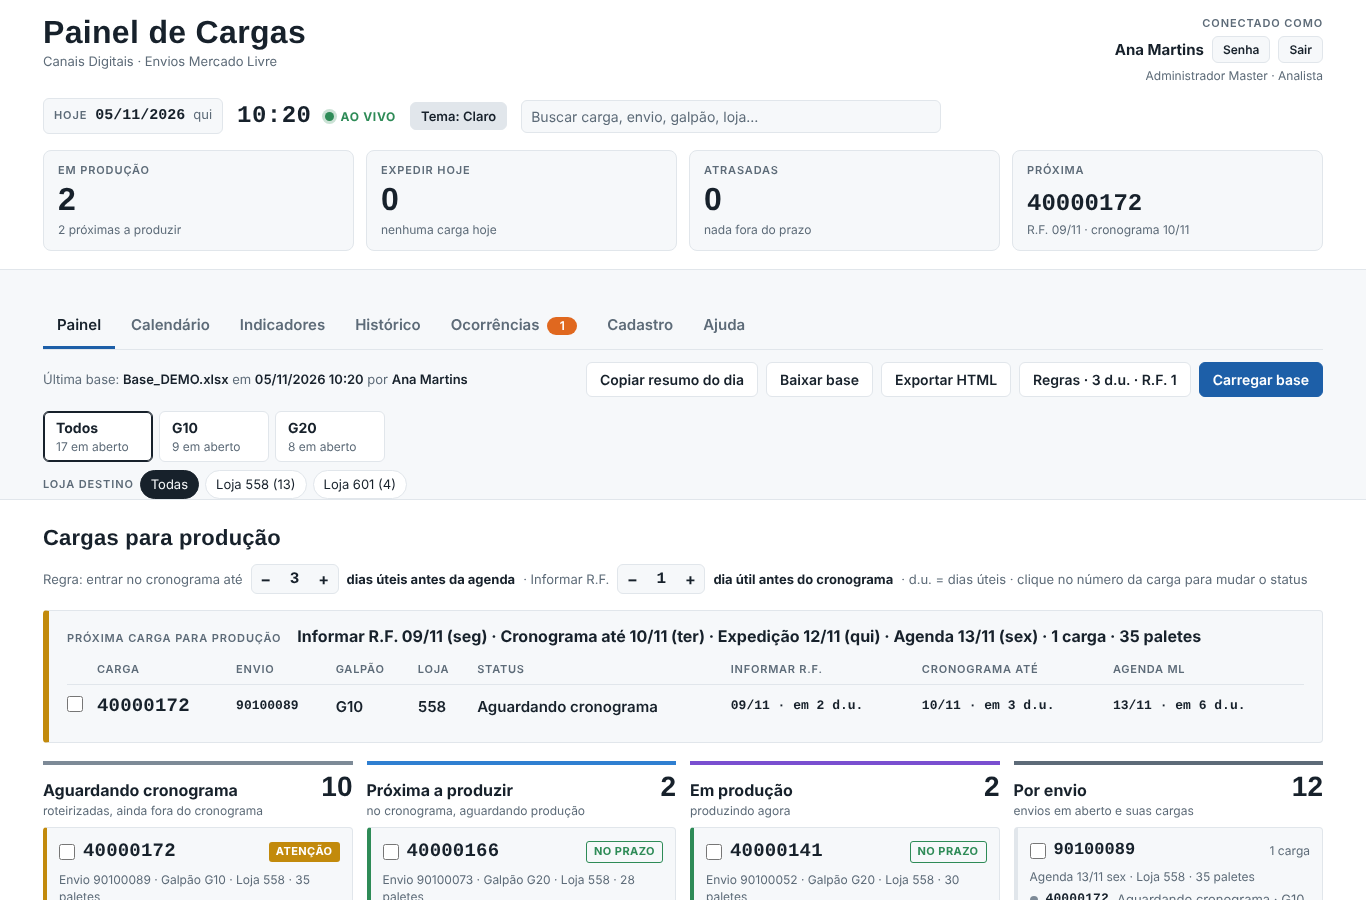 Painel de Cargas
Canais Digitais · Envios Mercado Livre
CONECTADO COMO
Ana Martins Senha Sair
Administrador Master · Analista
HOJE 05/11/2026 qui 10:20 AO VIVO Tema: Claro Buscar carga, envio, galpão, loja...
EM PRODUÇÃO
2
2 próximas a produzir
EXPEDIR HOJE
0
nenhuma carga hoje
ATRASADAS
0
nada fora do prazo
PRÓXIMA
40000172
R.F. 09/11 · cronograma 10/11
Painel Calendário Indicadores Histórico Ocorrências 1 Cadastro Ajuda
Última base: Base_DEMO.xlsx em 05/11/2026 10:20 por Ana Martins
Copiar resumo do dia Baixar base Exportar HTML Regras · 3 d.u. · R.F. 1 Carregar base
Todos
17 em aberto
G10
9 em aberto
G20
8 em aberto
LOJA DESTINO Todas Loja 558 (13) Loja 601 (4)
Cargas para produção
Regra: entrar no cronograma até − 3 + dias úteis antes da agenda · Informar R.F. − 1 + dia útil antes do cronograma · d.u. = dias úteis · clique no número da carga para mudar o status
PRÓXIMA CARGA PARA PRODUÇÃO Informar R.F. 09/11 (seg) · Cronograma até 10/11 (ter) · Expedição 12/11 (qui) · Agenda 13/11 (sex) · 1 carga · 35 paletes
CARGA ENVIO GALPÃO LOJA STATUS INFORMAR R.F. CRONOGRAMA ATÉ AGENDA ML
40000172 90100089 G10 558 Aguardando cronograma 09/11 · em 2 d.u. 10/11 · em 3 d.u. 13/11 · em 6 d.u.
Aguardando cronograma 10
roteirizadas, ainda fora do cronograma
40000172 ATENÇÃO
Envio 90100089 · Galpão G10 · Loja 558 · 35
paletes
Próxima a produzir 2
no cronograma, aguardando produção
40000166 NO PRAZO
Envio 90100073 · Galpão G20 · Loja 558 · 28
paletes
Em produção 2
produzindo agora
40000141 NO PRAZO
Envio 90100052 · Galpão G20 · Loja 558 · 30
paletes
Por envio 12
envios em aberto e suas cargas
90100089 1 carga
Agenda 13/11 sex · Loja 558 · 35 paletes
40000172 Aguardando cronograma · G10